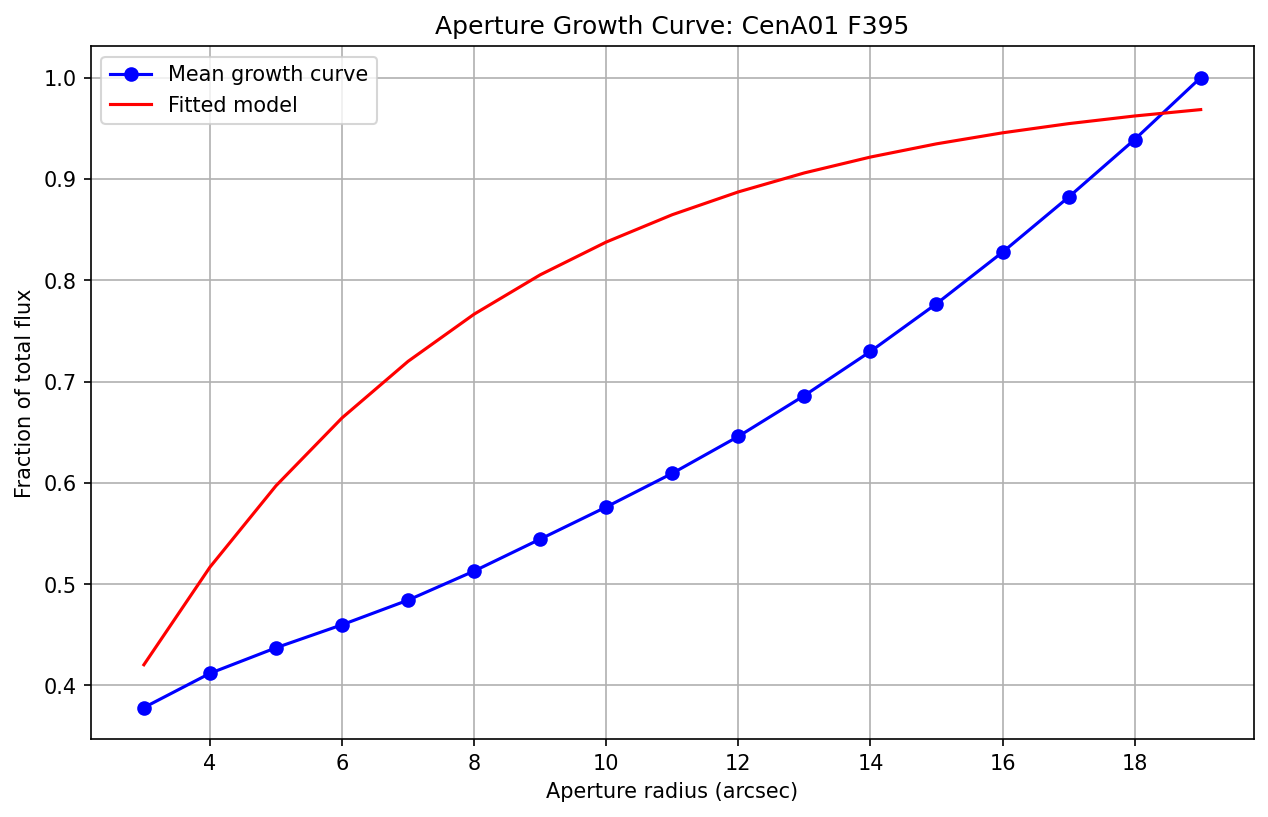 Aperture Growth Curve: CenA01 F395
Mean growth curve
Fitted model
1.0
0.9
0.8
0.7
0.6
0.5
0.4
Fraction of total flux
4 6 8 10 12 14 16 18
Aperture radius (arcsec)